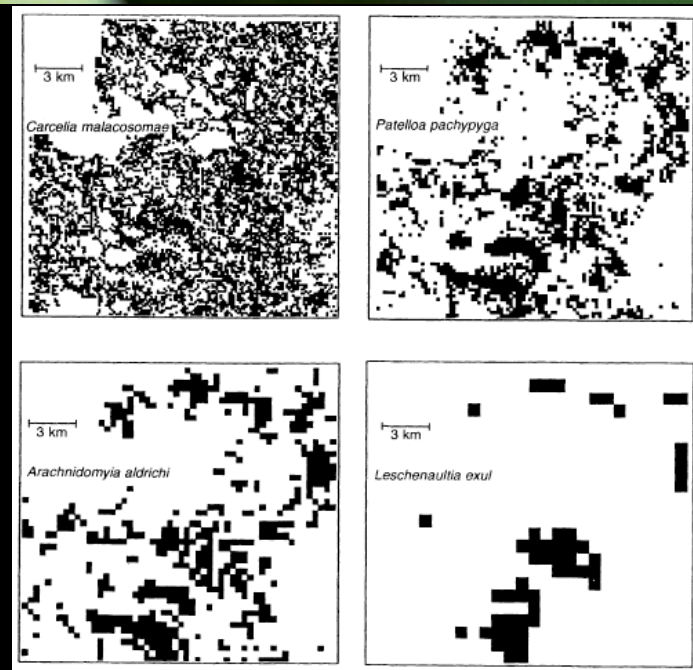 3 km
Carcelia malacosomae
3 km
Patelloa pachypyga
3 km
Arachnidomyia aldrichi
3 km
Leschenaultia exul